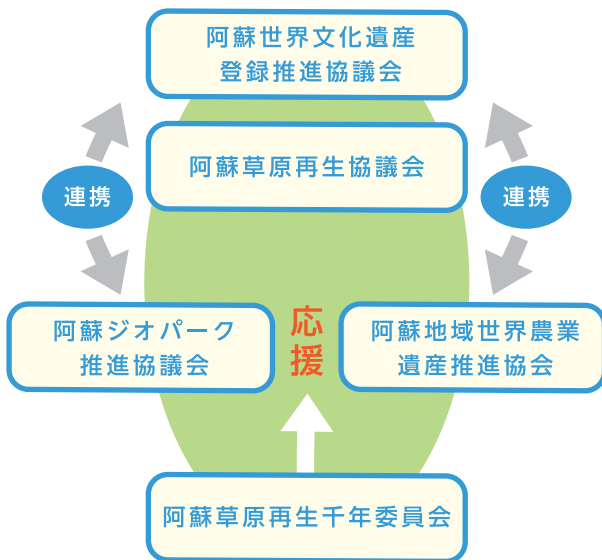 阿蘇世界文化遺産
登録推進協議会
阿蘇草原再生協議会
連携
連携
阿蘇ジオパーク
推進協議会
応
援
阿蘇地域世界農業
遺産推進協会
阿蘇草原再生千年委員会